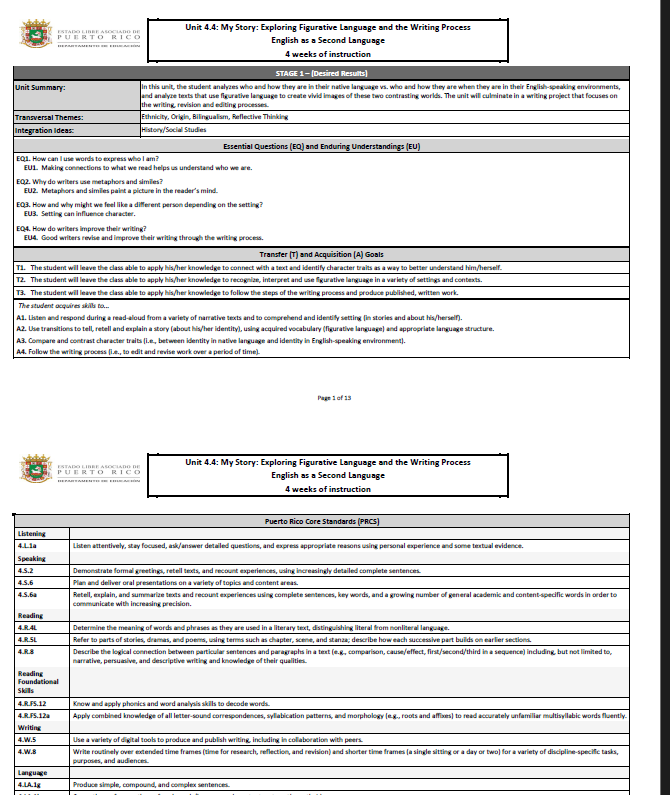 ESTADO LIBRE ASOCIADO DE
PUERTO RICO
DEPARTAMENTO DE EDUCACIÓN
Unit 4.4: My Story: Exploring Figurative Language and the Writing Process
English as a Second Language
4 weeks of instruction
STAGE 1 – (Desired Results)
Unit Summary:
In this unit, the student analyzes who and how they are in their native language vs. who and how they are when they are in their English-speaking environments,
and analyze texts that use figurative language to create vivid images of these two contrasting worlds. The unit will culminate in a writing project that focuses on
the writing, revision and editing processes.
Transversal Themes:
Ethnicity, Origin, Bilingualism, Reflective Thinking
Integration Ideas:
History/Social Studies
Essential Questions (EQ) and Enduring Understandings (EU)
EQ1. How can I use words to express who I am?
EU1. Making connections to what we read helps us understand who we are.
EQ2. Why do writers use metaphors and similes?
EU2. Metaphors and similes paint a picture in the reader's mind.
EQ3. How and why might we feel like a different person depending on the setting?
EU3. Setting can influence character.
EQ4. How do writers improve their writing?
EU4. Good writers revise and improve their writing through the writing process.
Transfer (T) and Acquisition (A) Goals
T1. The student will leave the class able to apply his/her knowledge to connect with a text and identify character traits as a way to better understand him/herself.
T2. The student will leave the class able to apply his/her knowledge to recognize, interpret and use figurative language in a variety of settings and contexts.
T3. The student will leave the class able to apply his/her knowledge to follow the steps of the writing process and produce published, written work.
The student acquires skills to...
A1. Listen and respond during a read-aloud from a variety of narrative texts and to comprehend and identify setting (in stories and about his/herself).
A2. Use transitions to tell, retell and explain a story (about his/her identity), using acquired vocabulary (figurative language) and appropriate language structure.
A3. Compare and contrast character traits (i.e., between identity in native language and identity in English-speaking environment).
A4. Follow the writing process (i.e., to edit and revise work over a period of time).
Page 1 of 13
ESTADO LIBRE ASOCIADO DE
PUERTO RICO
DEPARTAMENTO DE EDUCACIÓN
Unit 4.4: My Story: Exploring Figurative Language and the Writing Process
English as a Second Language
4 weeks of instruction
Puerto Rico Core Standards (PRCS)
Listening
4.L.1a
Listen attentively, stay focused, ask/answer detailed questions, and express appropriate reasons using personal experience and some textual evidence.
Speaking
4.S.2
Demonstrate formal greetings, retell texts, and recount experiences, using increasingly detailed complete sentences.
4.S.6
Plan and deliver oral presentations on a variety of topics and content areas.
4.S.6a
Retell, explain, and summarize texts and recount experiences using complete sentences, key words, and a growing number of general academic and content-specific words in order to
communicate with increasing precision.
Reading
4.R.4L
Determine the meaning of words and phrases as they are used in a literary text, distinguishing literal from nonliteral language.
4.R.5L
Refer to parts of stories, dramas, and poems, using terms such as chapter, scene, and stanza; describe how each successive part builds on earlier sections.
4.R.8
Describe the logical connection between particular sentences and paragraphs in a text (e.g., comparison, cause/effect, first/second/third in a sequence) including, but not limited to,
narrative, persuasive, and descriptive writing and knowledge of their qualities.
Reading
Foundational
Skills
4.R.FS.12
Know and apply phonics and word analysis skills to decode words.
4.R.FS.12a
Apply combined knowledge of all letter-sound correspondences, syllabication patterns, and morphology (e.g., roots and affixes) to read accurately unfamiliar multisyllabic words fluently.
Writing
4.W.5
Use a variety of digital tools to produce and publish writing, including in collaboration with peers.
4.W.8
Write routinely over extended time frames (time for research, reflection, and revision) and shorter time frames (a single sitting or a day or two) for a variety of discipline-specific tasks,
purposes, and audiences.
Language
4.LA.1g
Produce simple, compound, and complex sentences.